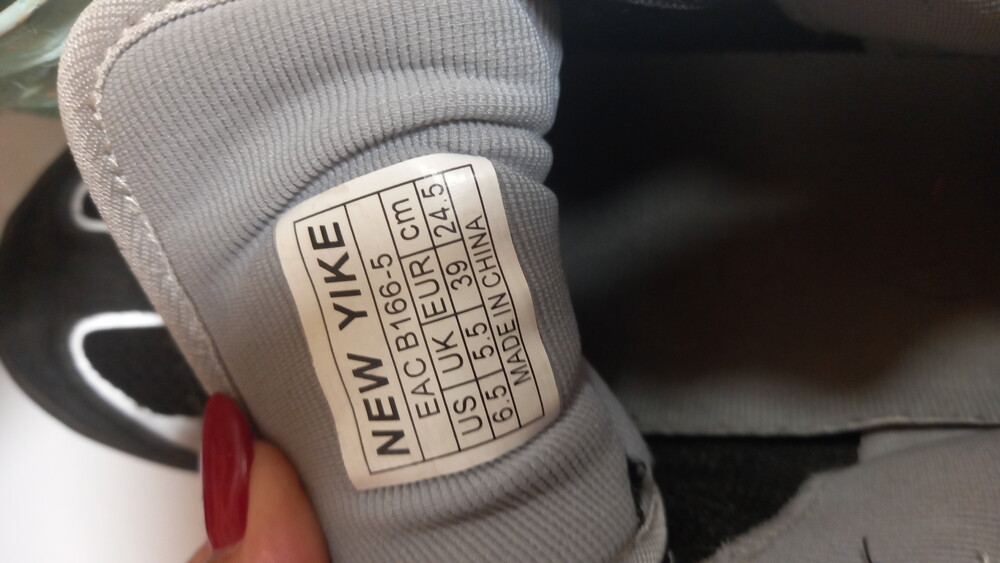 NEW YIKE
EAC B166-5
US UK EUR cm
6.5 5.5 39 24.5
MADE IN CHINA